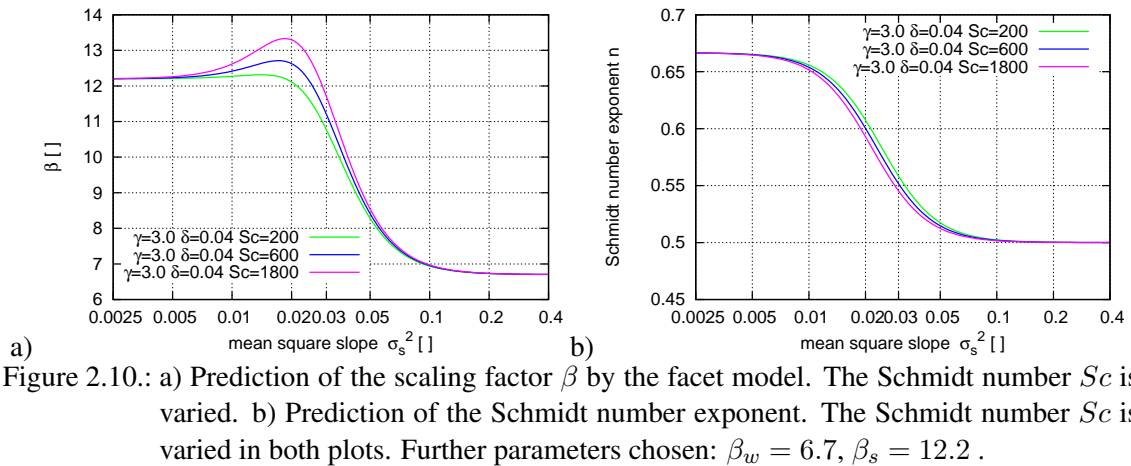 14
13
12
11
10
9
8
7
6
β [ ]
γ=3.0 δ=0.04 Sc=200
γ=3.0 δ=0.04 Sc=600
γ=3.0 δ=0.04 Sc=1800
0.0025 0.005 0.01 0.02 0.03 0.05 0.1 0.2 0.4
mean square slope σs² [ ]
a)
0.7
0.65
0.6
0.55
0.5
0.45
Schmidt number exponent n
γ=3.0 δ=0.04 Sc=200
γ=3.0 δ=0.04 Sc=600
γ=3.0 δ=0.04 Sc=1800
0.0025 0.005 0.01 0.02 0.03 0.05 0.1 0.2 0.4
mean square slope σs² [ ]
b)
Figure 2.10.: a) Prediction of the scaling factor β by the facet model. The Schmidt number Sc is
varied. b) Prediction of the Schmidt number exponent. The Schmidt number Sc is
varied in both plots. Further parameters chosen: βw = 6.7, βs = 12.2 .